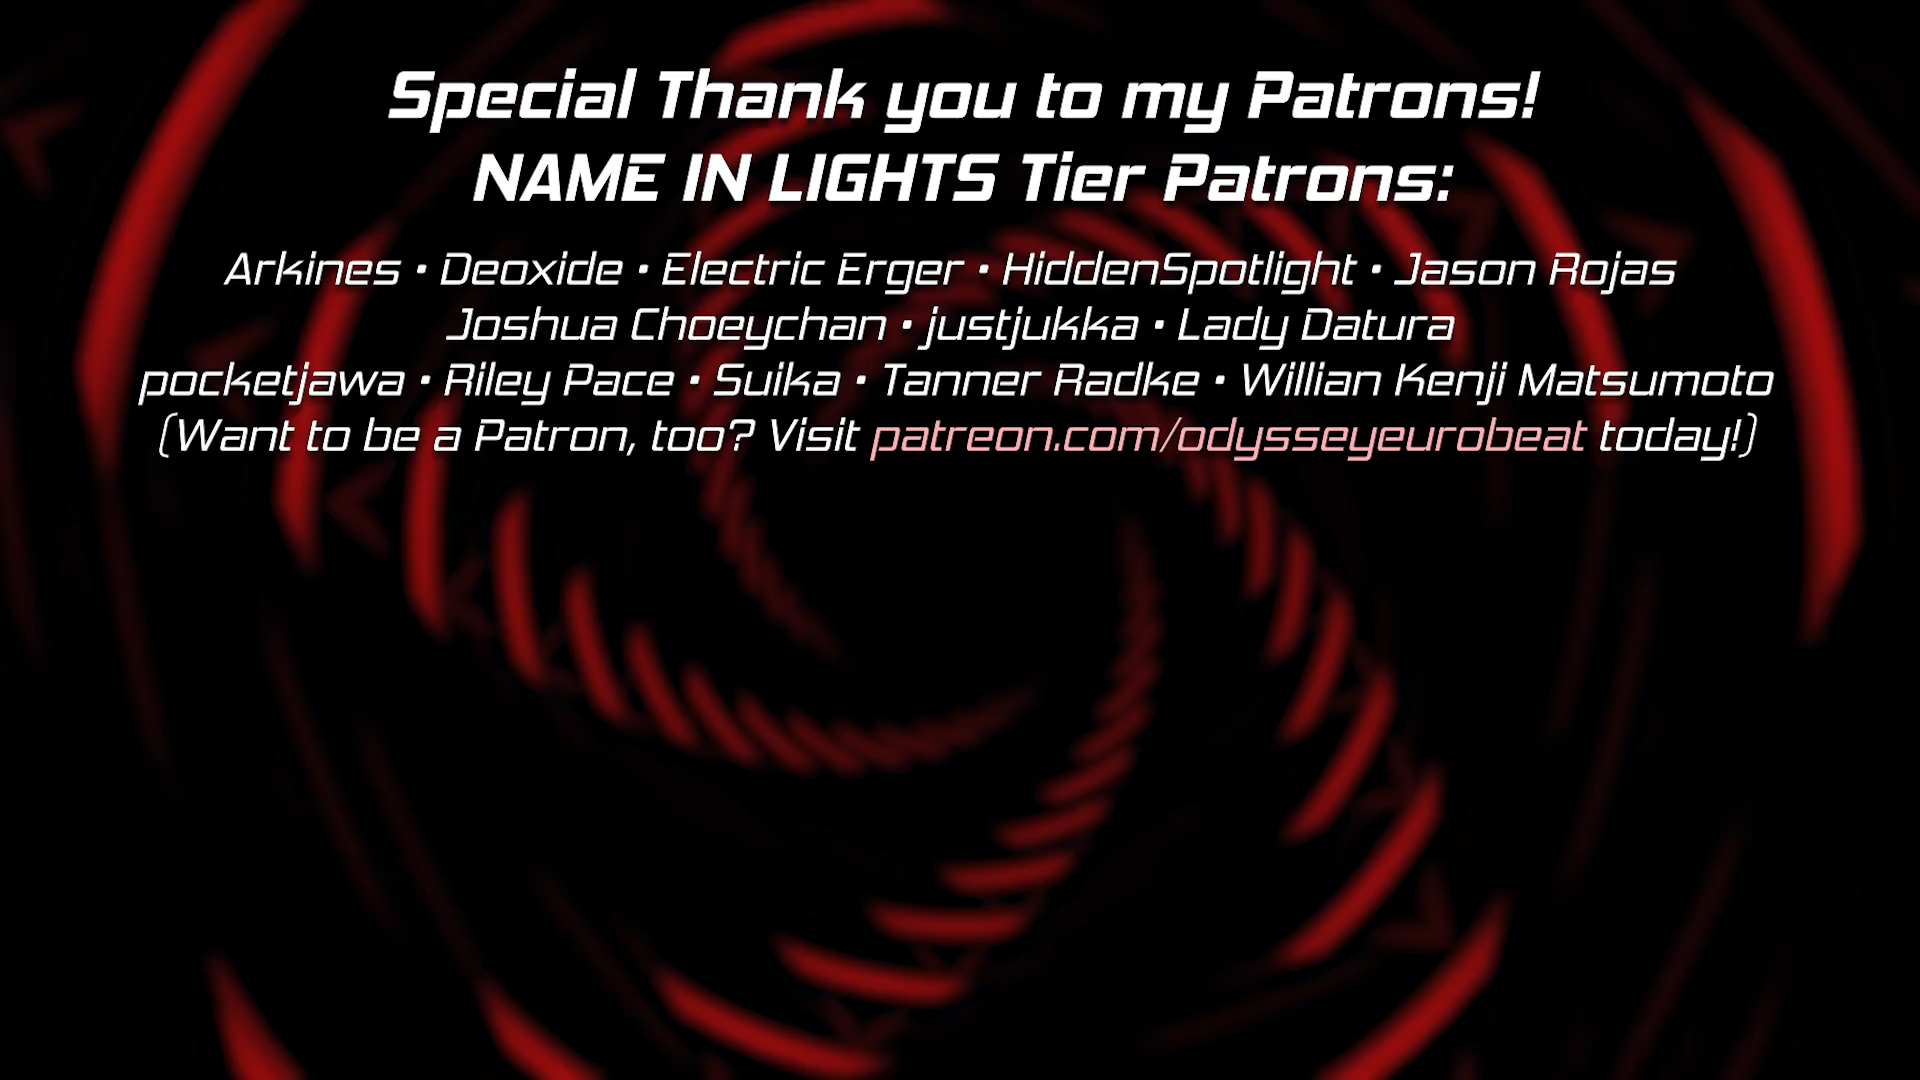 Special Thank you to my Patrons!
NAME IN LIGHTS Tier Patrons:
Arkines • Deoxide • Electric Erger • HiddenSpotlight • Jason Rojas
Joshua Choeychan • justjukka • Lady Datura
pocketjawa • Riley Pace • Suika • Tanner Radke • Willian Kenji Matsumoto
(Want to be a Patron, too? Visit patreon.com/odysseyeurobeat today!)